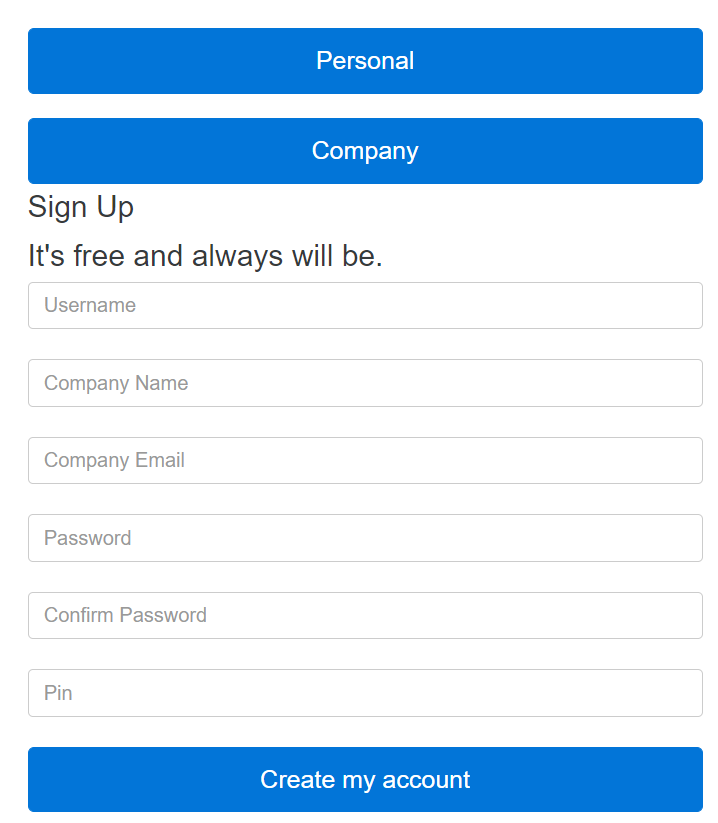 Personal
Company
Sign Up
It's free and always will be.
Username
Company Name
Company Email
Password
Confirm Password
Pin
Create my account